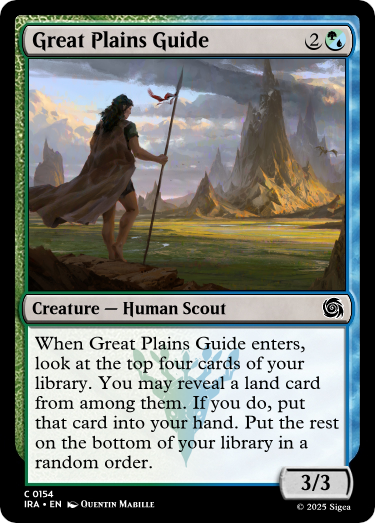 Great Plains Guide 2
Creature — Human Scout
When Great Plains Guide enters,
look at the top four cards of your
library. You may reveal a land card
from among them. If you do, put
that card into your hand. Put the rest
on the bottom of your library in a
random order.
3/3
C 0154
IRA • EN Quentin Mabille
© 2025 Sigea